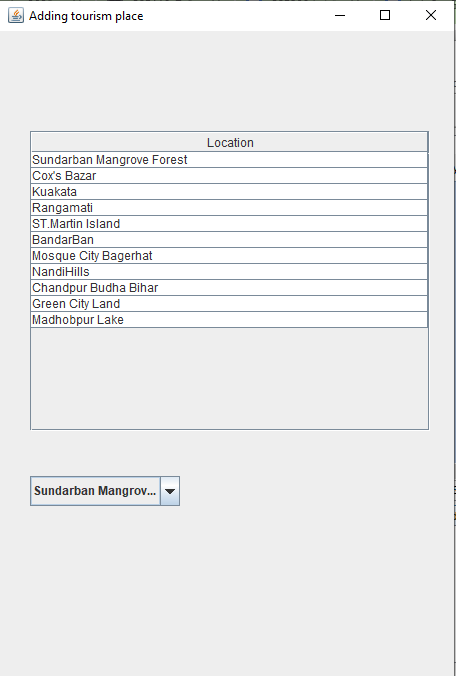 Adding tourism place
Location
Sundarban Mangrove Forest
Cox's Bazar
Kuakata
Rangamati
ST.Martin Island
BandarBan
Mosque City Bagerhat
NandiHills
Chandpur Budha Bihar
Green City Land
Madhobpur Lake
Sundarban Mangrov...